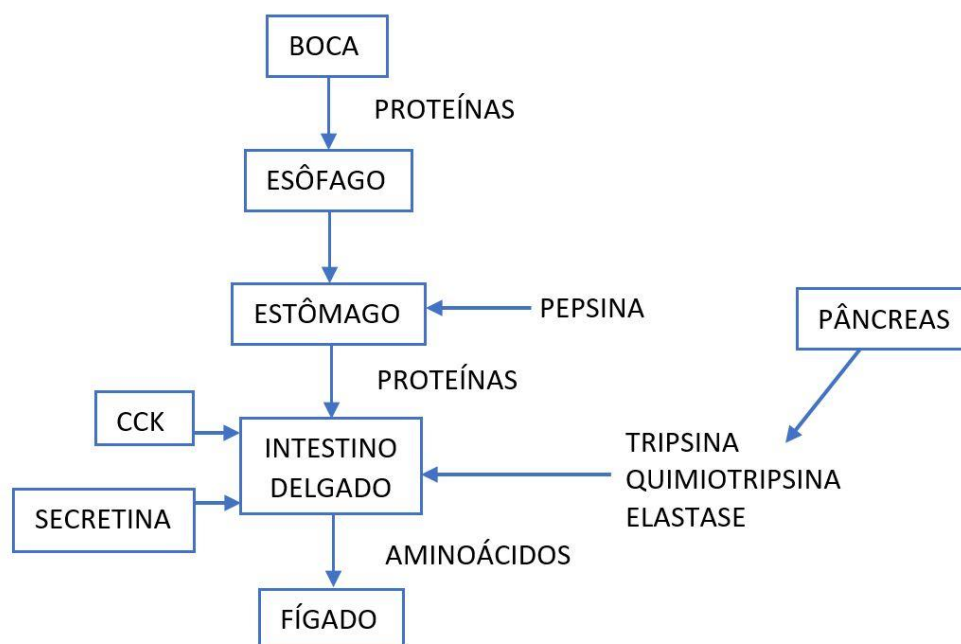 BOCA
PROTEÍNAS
ESÔFAGO
ESTÔMAGO
PEPSINA
PÂNCREAS
PROTEÍNAS
CCK
INTESTINO
DELGADO
TRIPSINA
QUIMIOTRIPSINA
ELASTASE
SECRETINA
AMINOÁCIDOS
FÍGADO